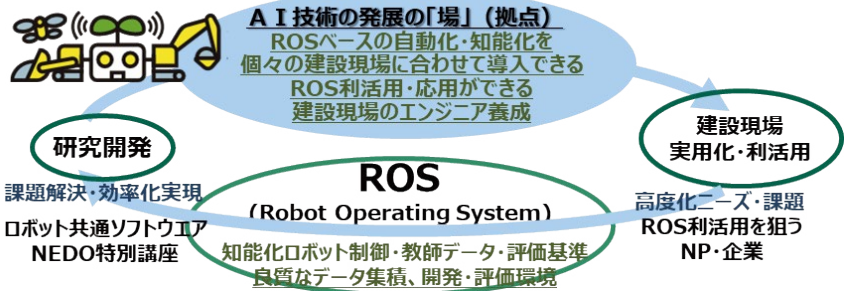 ＡＩ技術の発展の「場」（拠点）
ROSベースの自動化・知能化を
個々の建設現場に合わせて導入できる
ROS利活用・応用ができる
建設現場のエンジニア養成
研究開発
課題解決・効率化実現
ロボット共通ソフトウエア
NEDO特別講座
ROS
（Robot Operating System）
知能化ロボット制御・教師データ・評価基準
良質なデータ集積、開発・評価環境
建設現場
実用化・利活用
高度化ニーズ・課題
ROS利活用を狙う
NP・企業